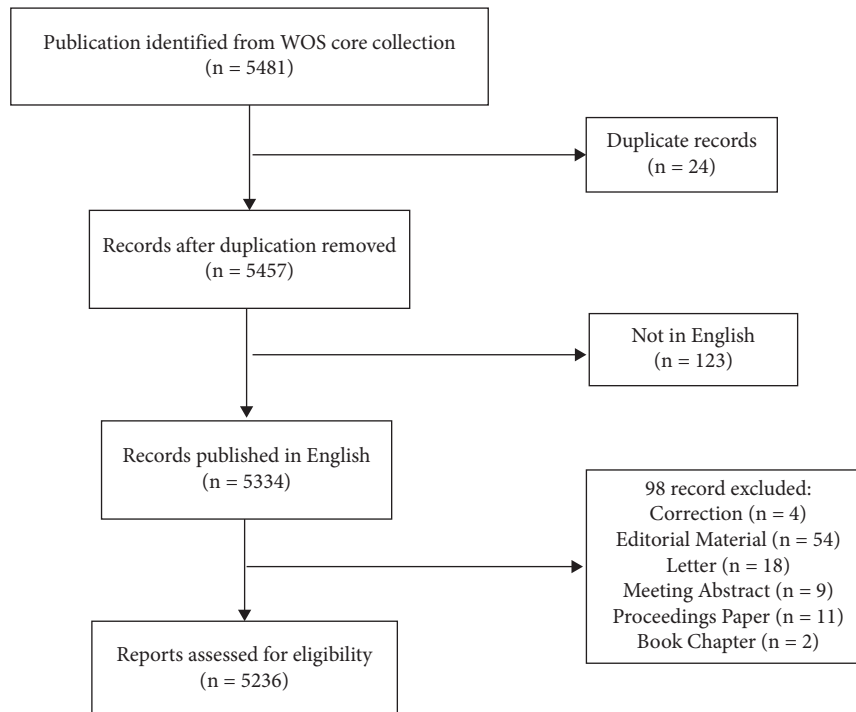 Publication identified from WOS core collection
(n = 5481)
Duplicate records
(n = 24)
Records after duplication removed
(n = 5457)
Not in English
(n = 123)
Records published in English
(n = 5334)
98 record excluded:
Correction (n = 4)
Editorial Material (n = 54)
Letter (n = 18)
Meeting Abstract (n = 9)
Proceedings Paper (n = 11)
Book Chapter (n = 2)
Reports assessed for eligibility
(n = 5236)